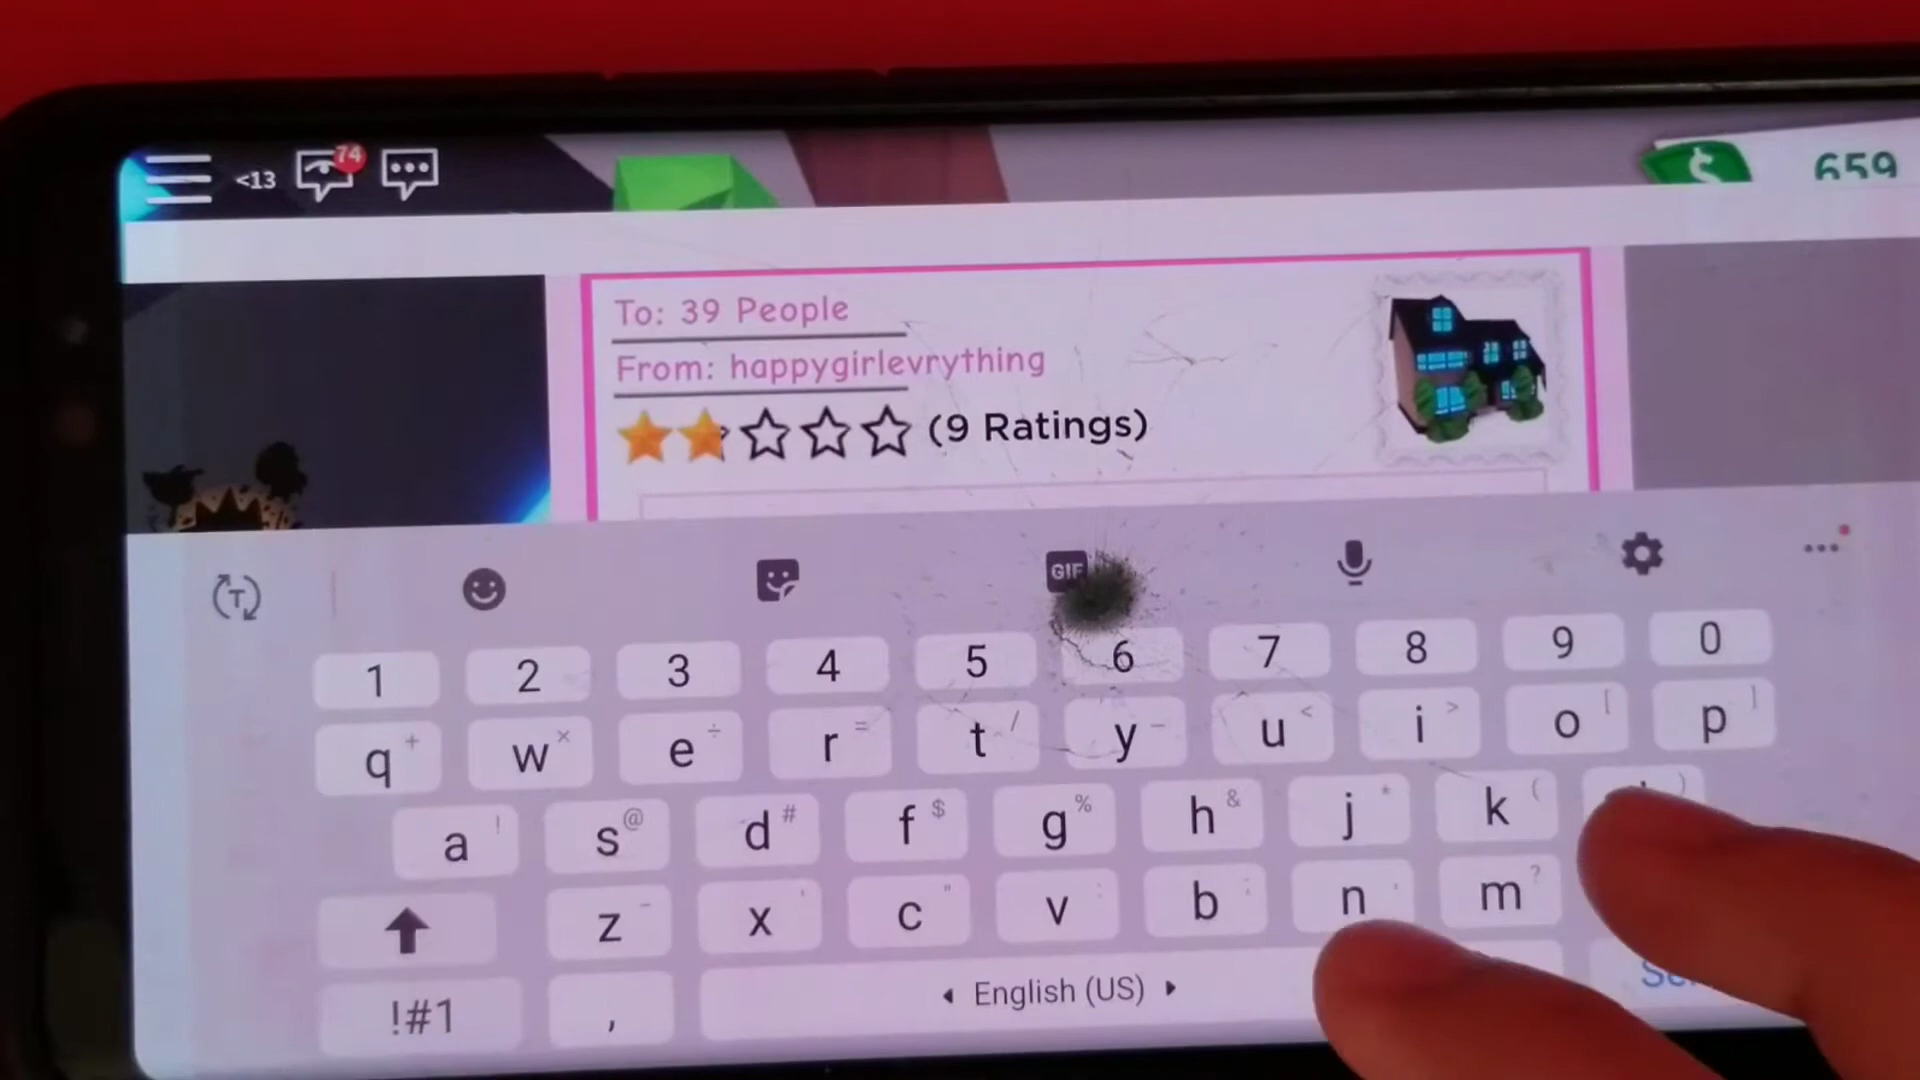 <13 74
659
To: 39 People
From: happygirlevrything
(9 Ratings)
T GIF
1 2 3 4 5 6 7 8 9 0
q + w × e ÷ r = t / y - u < i > o [ p ]
a ! s @ d # f $ g % h & j * k ( )
z - x ' c " v : b ; n , m ?
!#1 , English (US)